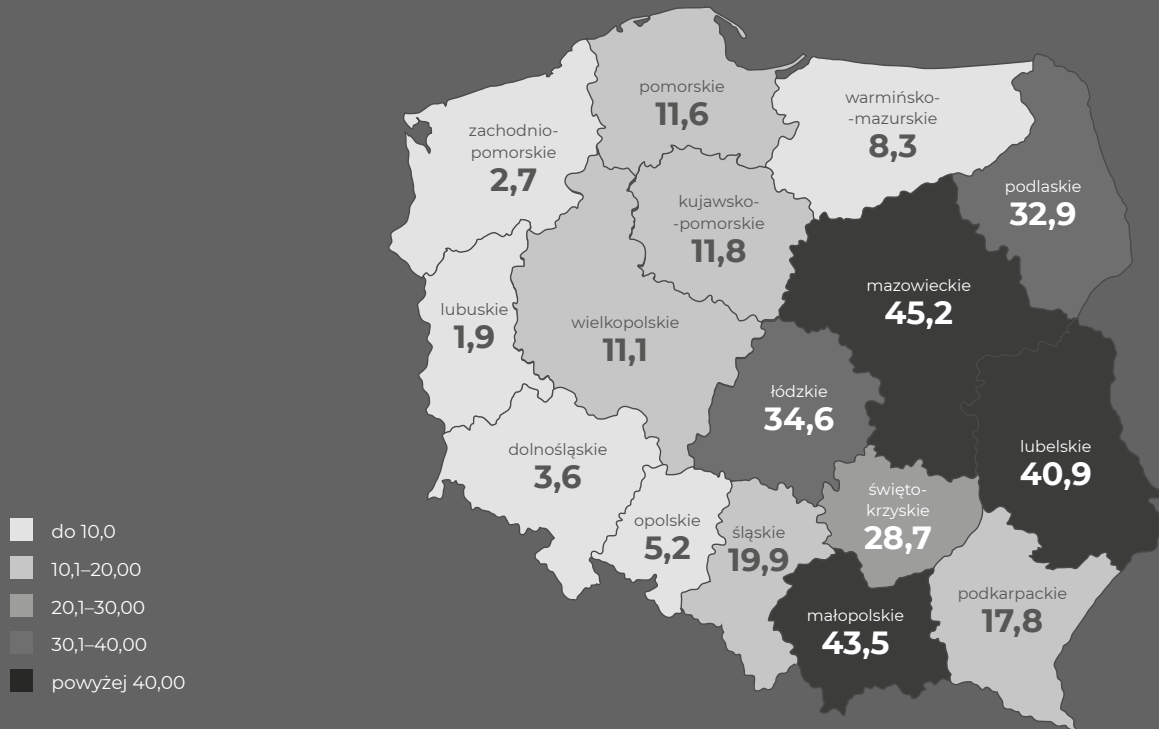 pomorskie
11,6
warmińsko-
-mazurskie
8,3
zachodnio-
pomorskie
2,7
podlaskie
32,9
kujawsko-
-pomorskie
11,8
mazowieckie
45,2
lubuskie
1,9
wielkopolskie
11,1
łódzkie
34,6
dolnośląskie
3,6
lubelskie
40,9
święto-
krzyskie
28,7
opolskie
5,2
śląskie
19,9
małopolskie
43,5
podkarpackie
17,8
do 10,0
10,1–20,00
20,1–30,00
30,1–40,00
powyżej 40,00